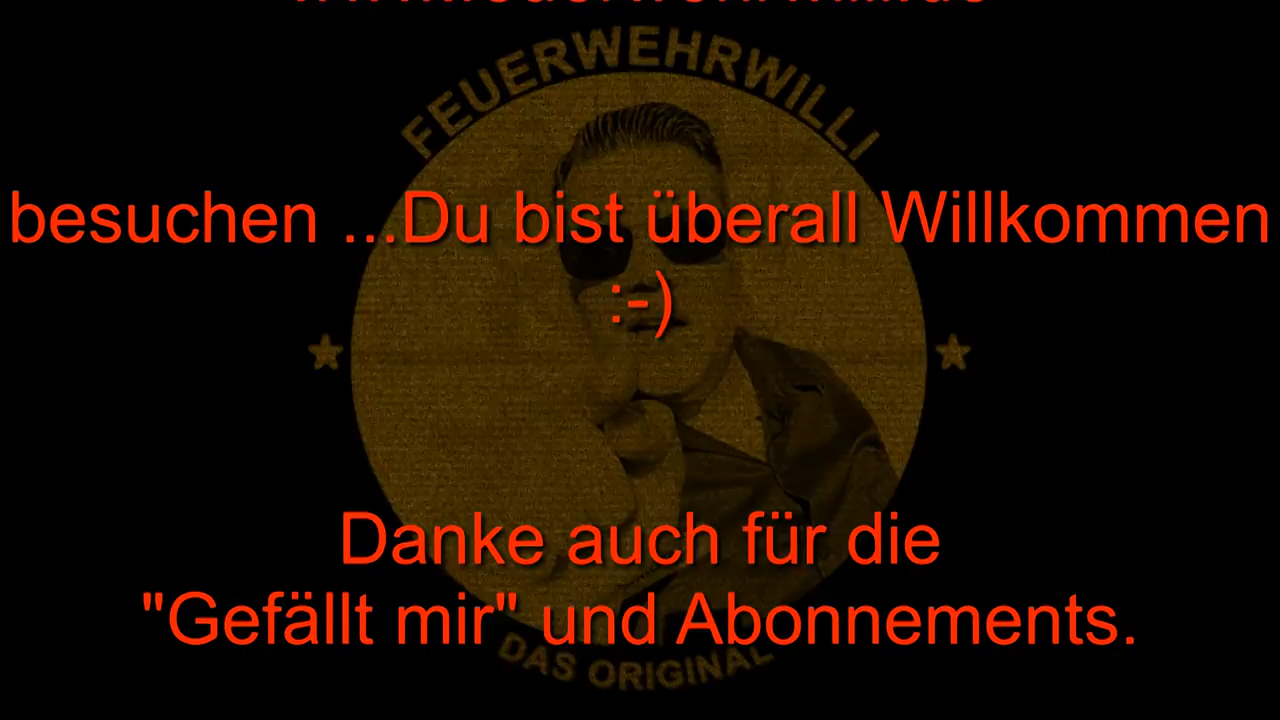 FEUERWEHRWILLI
besuchen ...Du bist überall Willkommen
:-)
Danke auch für die
"Gefällt mir" und Abonnements.
DAS ORIGINAL